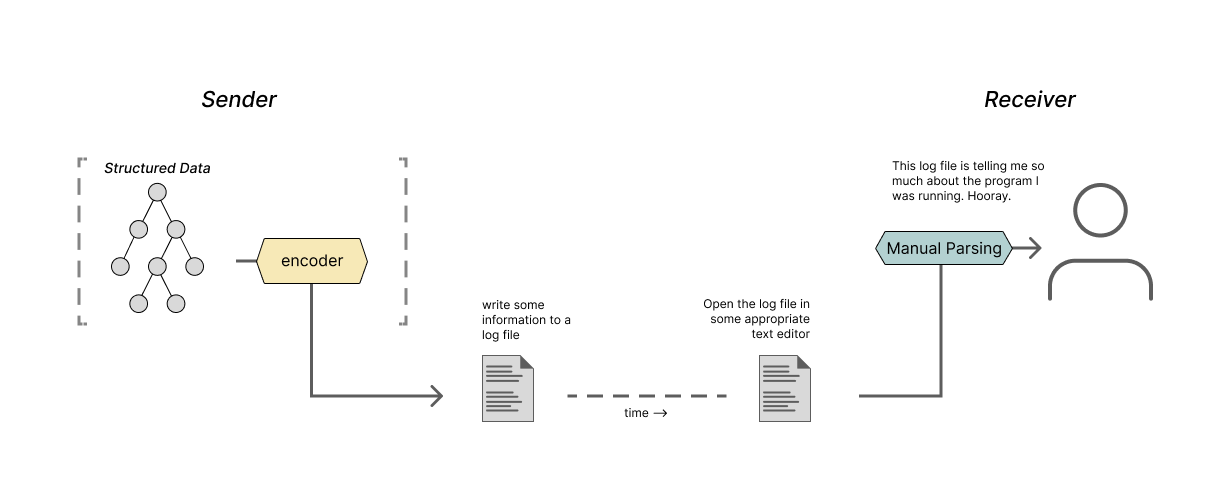 Sender
Receiver
Structured Data
This log file is telling me so
much about the program I
was running. Hooray.
encoder
Manual Parsing
write some
information to a
log file
Open the log file in
some appropriate
text editor
time →